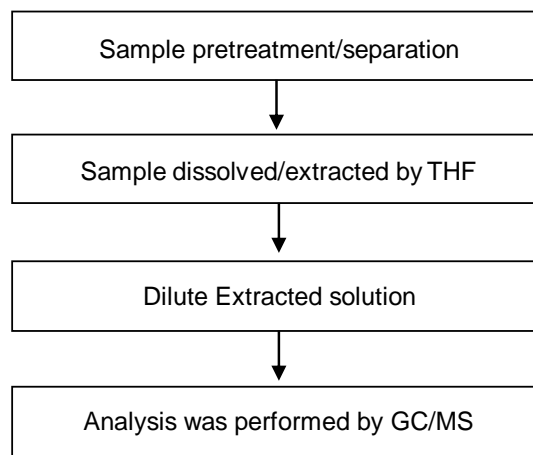 Sample pretreatment/separation
Sample dissolved/extracted by THF
Dilute Extracted solution
Analysis was performed by GC/MS